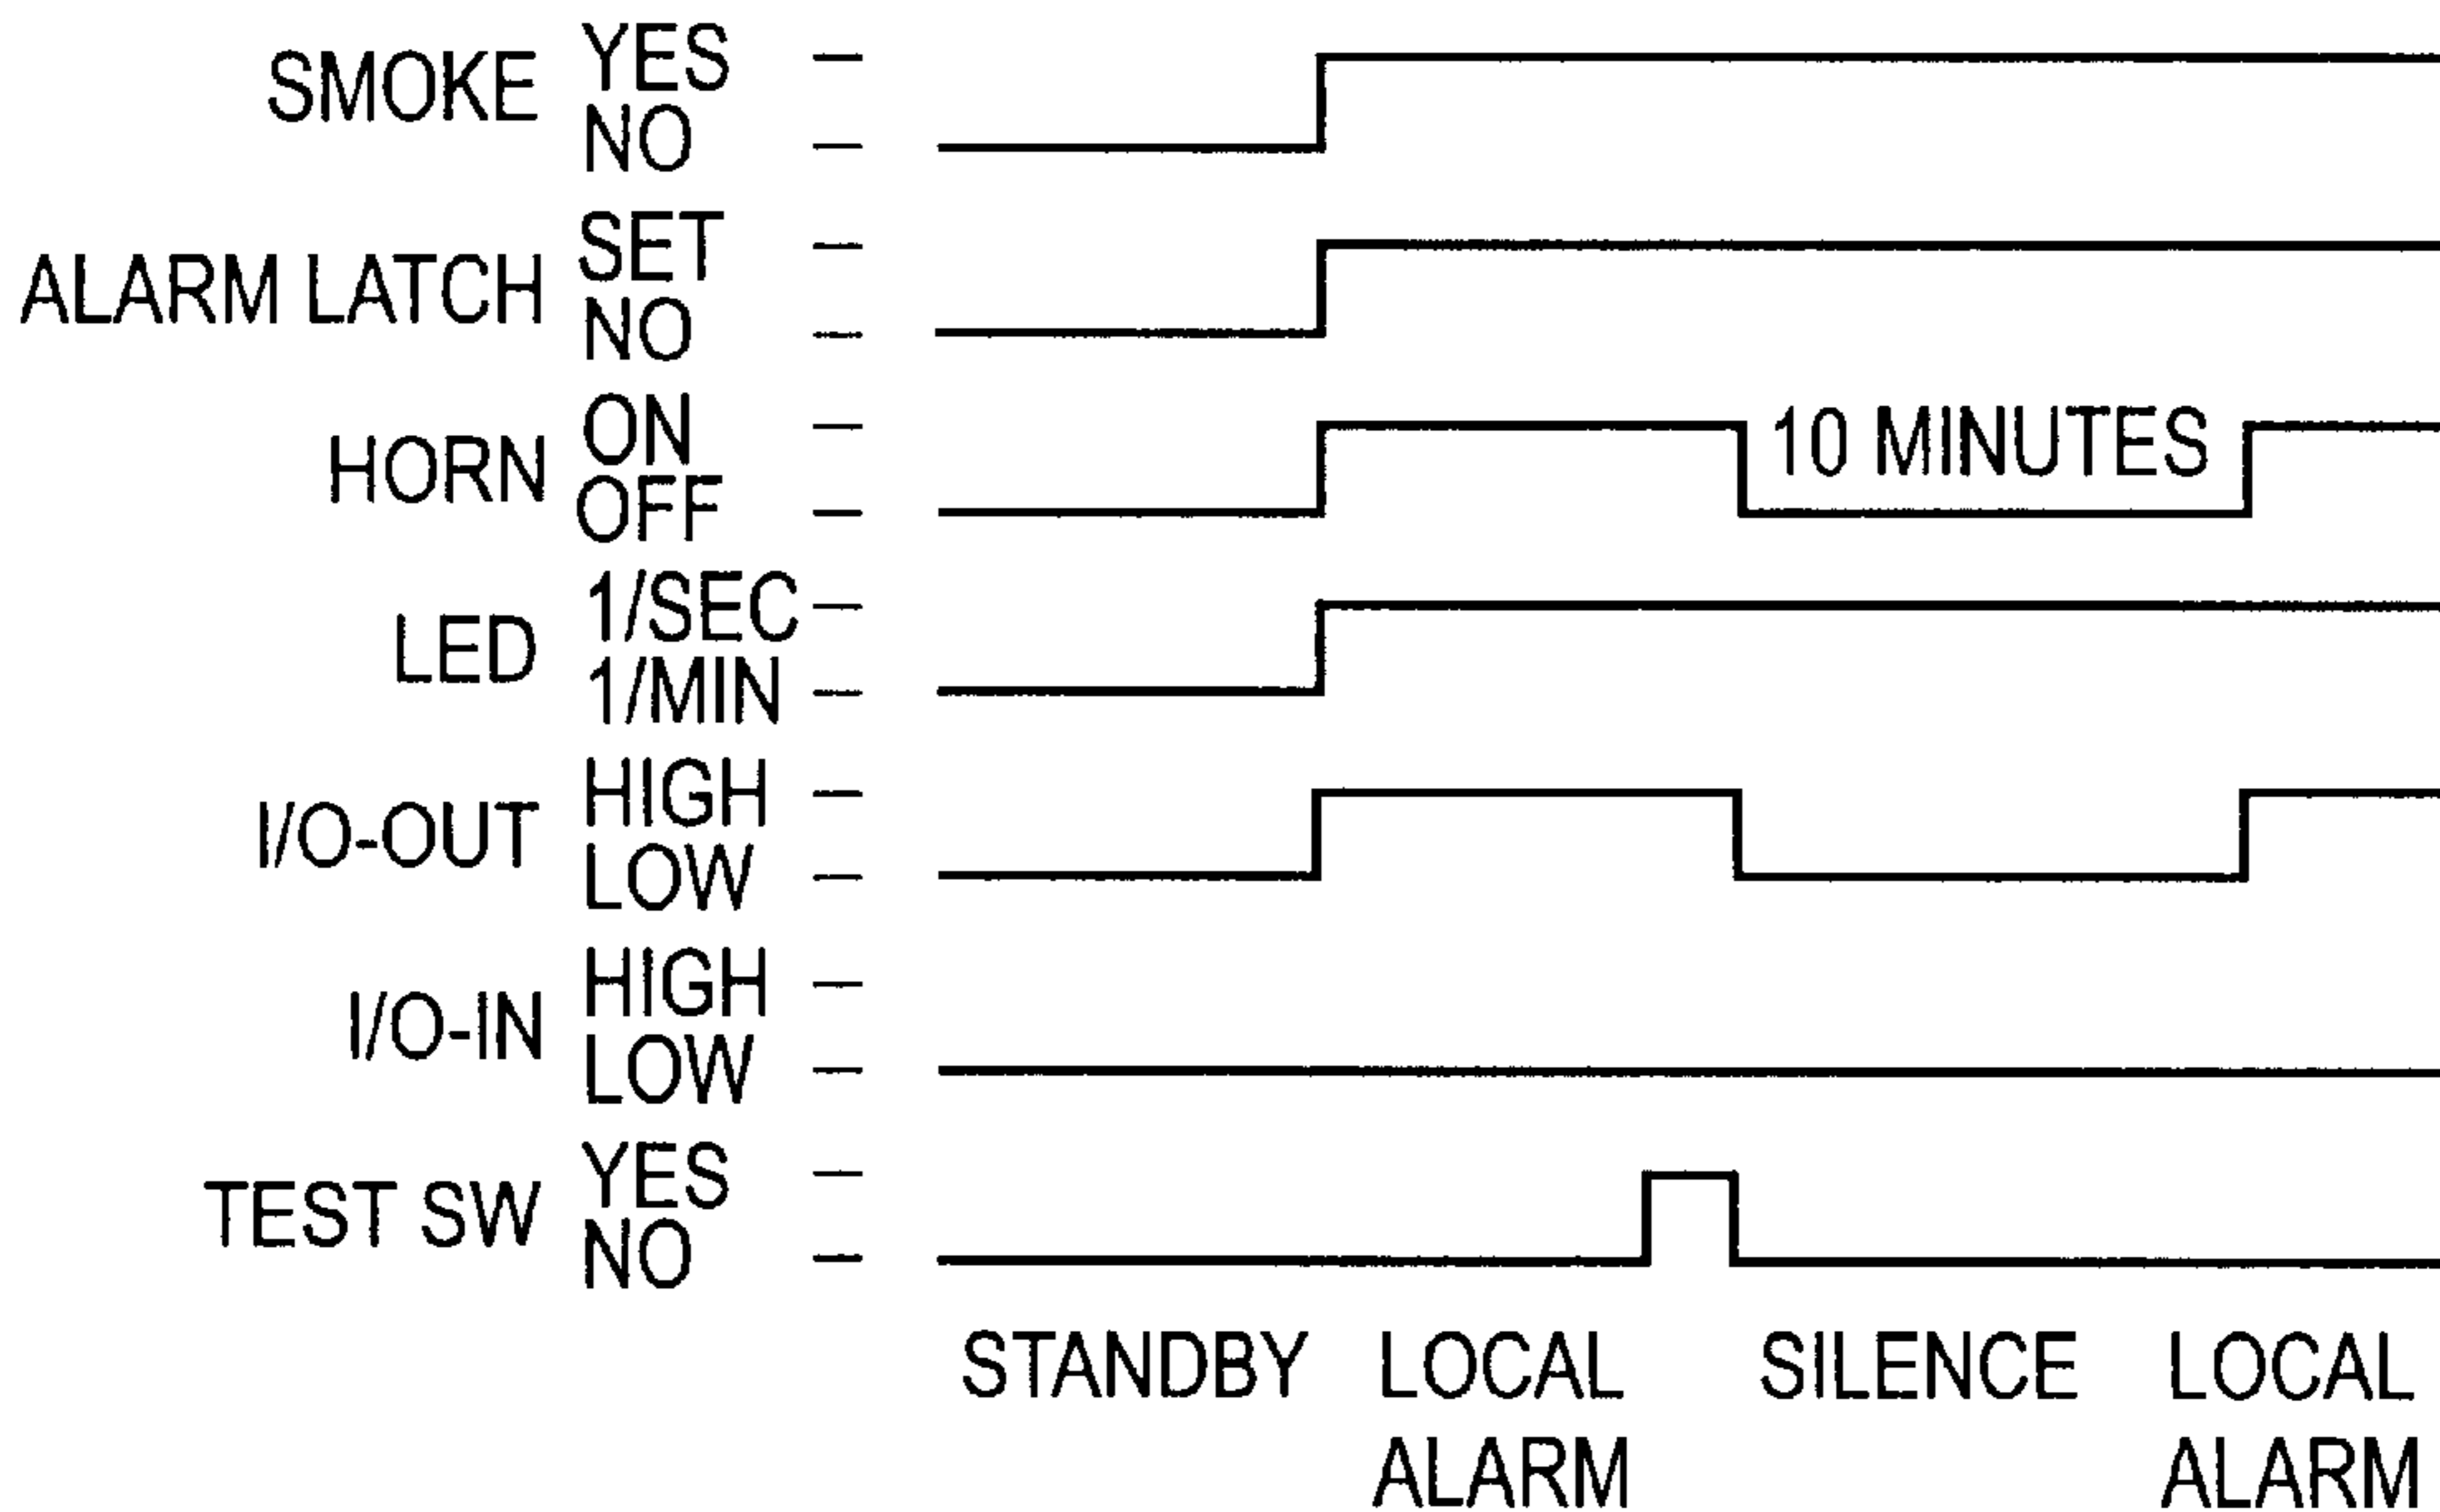 SMOKE YES
NO
ALARM LATCH SET
NO
HORN ON
OFF
10 MINUTES
LED 1/SEC
1/MIN
I/O-OUT HIGH
LOW
I/O-IN HIGH
LOW
TEST SW YES
NO
STANDBY LOCAL ALARM SILENCE LOCAL ALARM